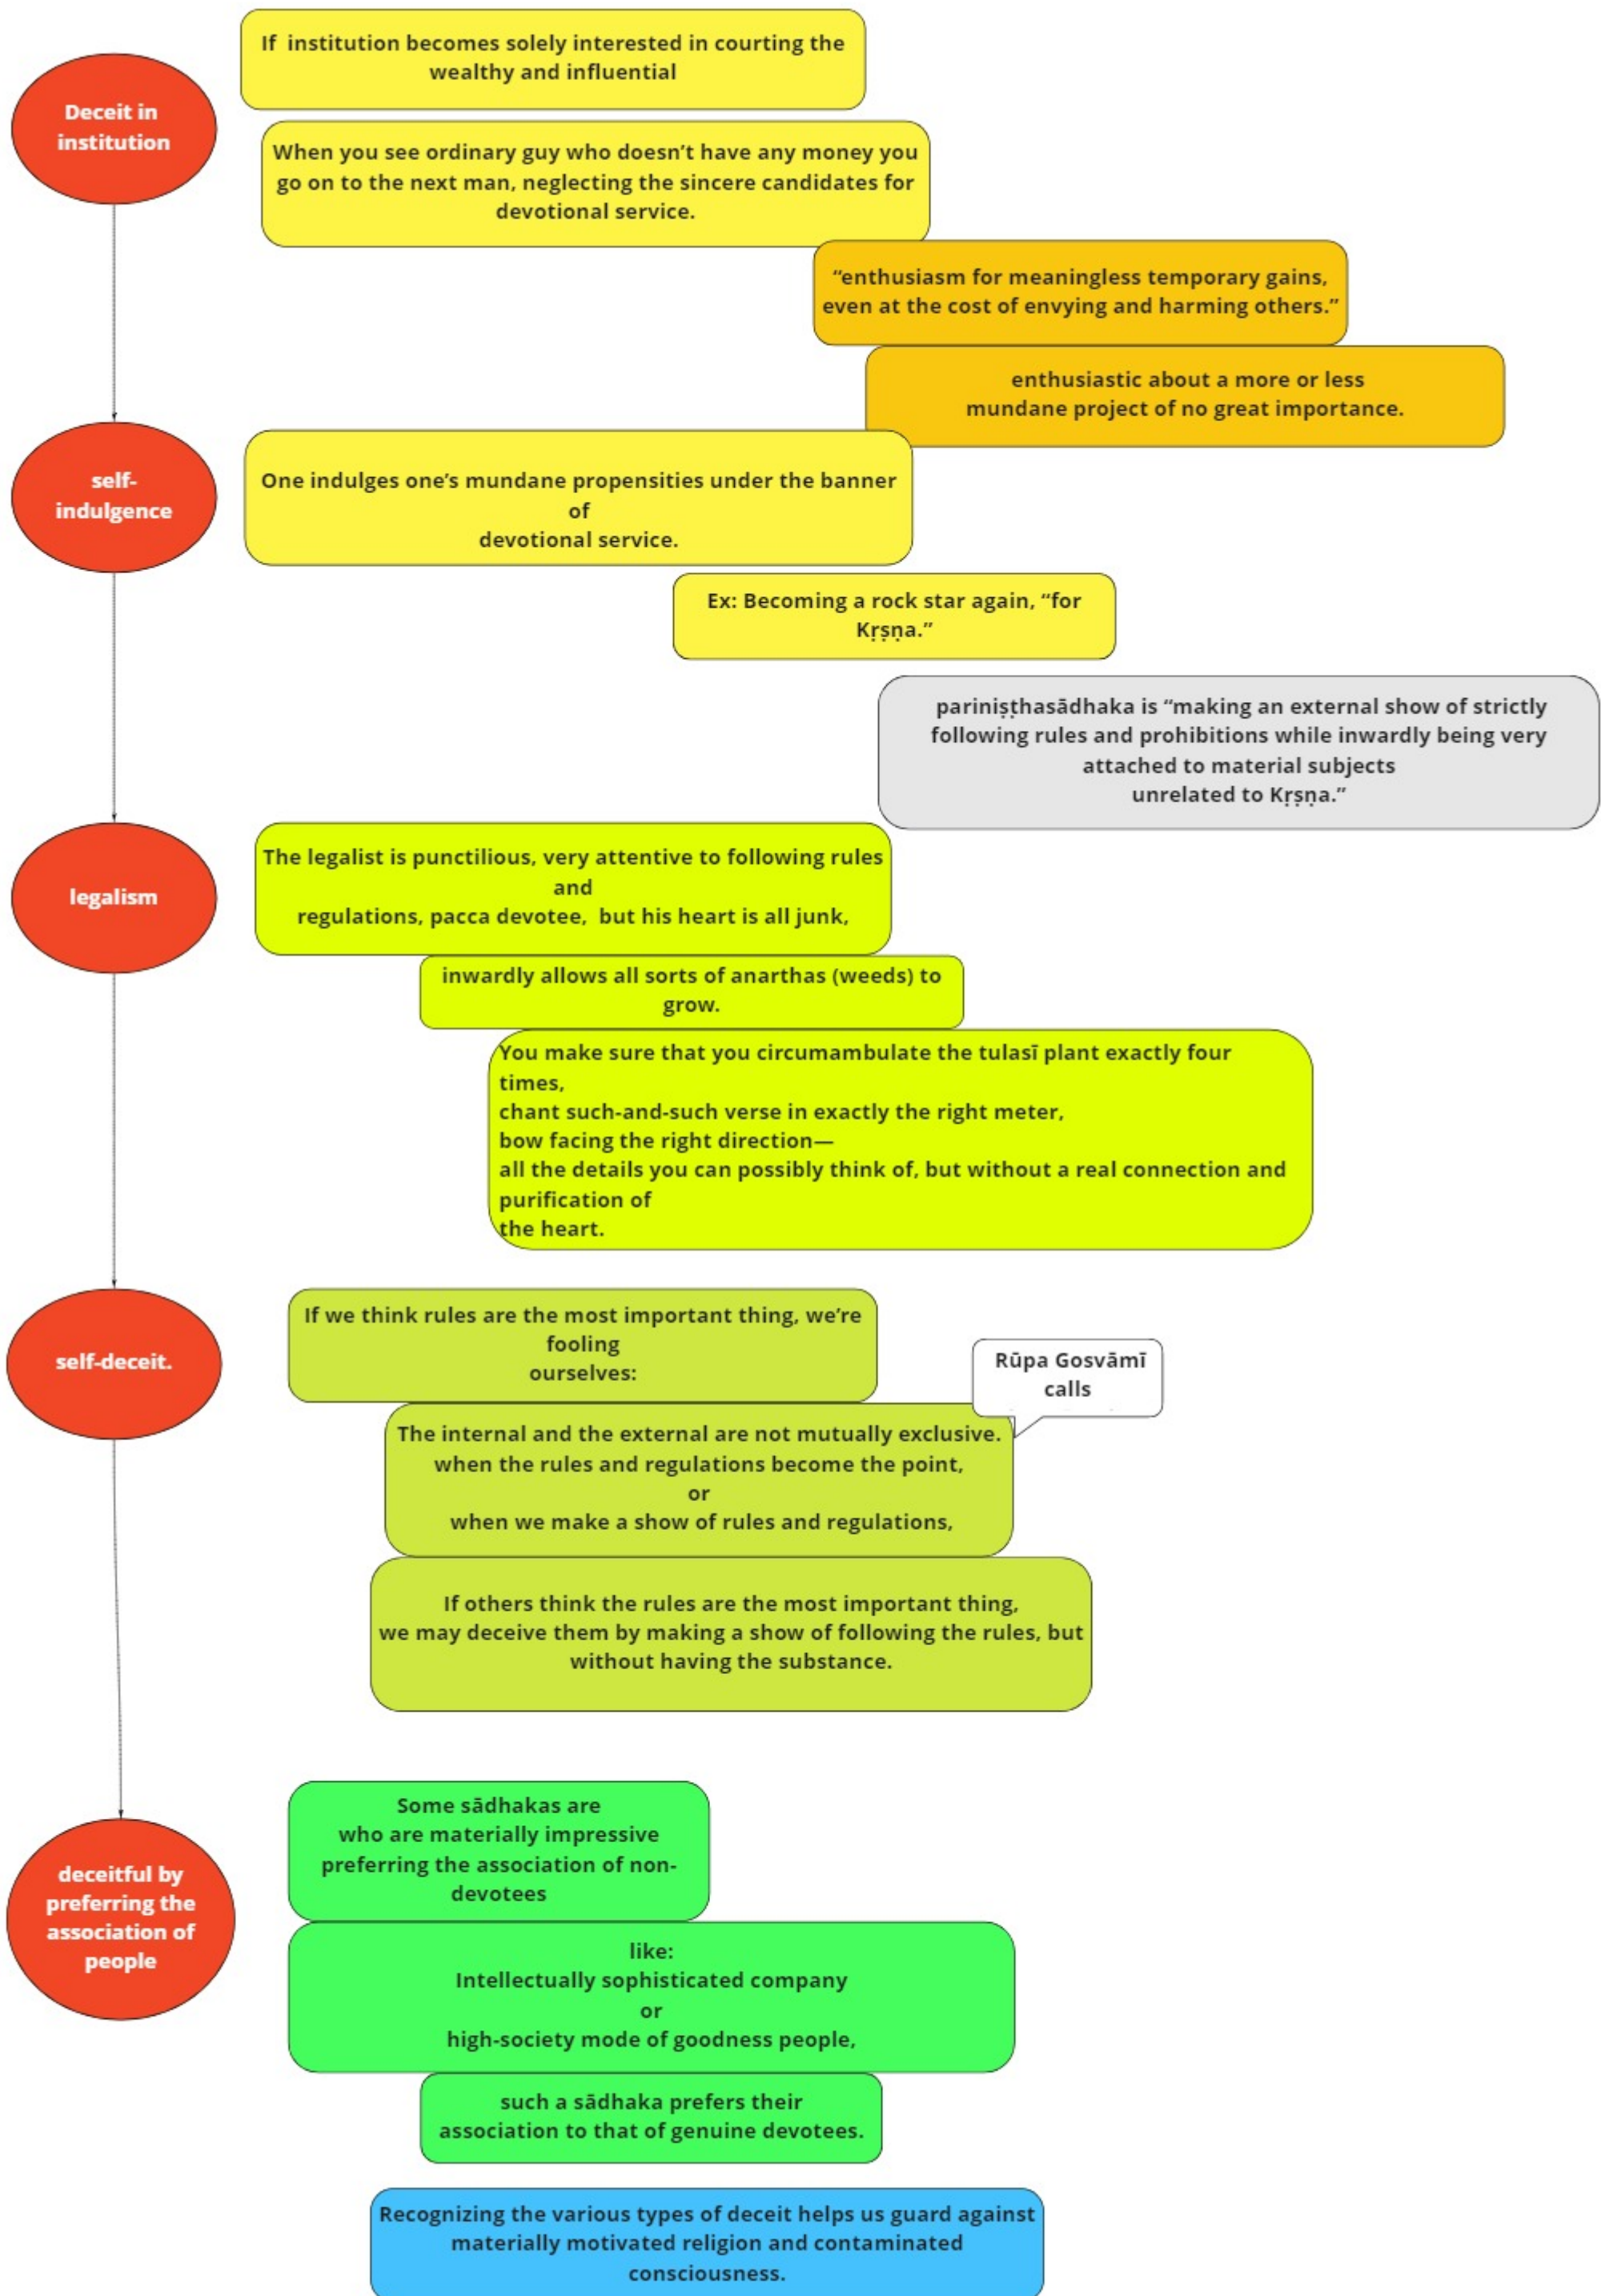 If  institution becomes solely interested in courting the
wealthy and influential
Deceit in
institution
When you see ordinary guy who doesn’t have any money you
go on to the next man, neglecting the sincere candidates for
devotional service.
“enthusiasm for meaningless temporary gains,
even at the cost of envying and harming others.”
enthusiastic about a more or less
mundane project of no great importance.
self-
indulgence
One indulges one’s mundane propensities under the banner
of
devotional service.
Ex: Becoming a rock star again, “for
Kṛṣṇa.”
pariniṣṭhasādhaka is “making an external show of strictly
following rules and prohibitions while inwardly being very
attached to material subjects
unrelated to Kṛṣṇa.”
legalism
The legalist is punctilious, very attentive to following rules
and
regulations, pacca devotee,  but his heart is all junk,
inwardly allows all sorts of anarthas (weeds) to
grow.
You make sure that you circumambulate the tulasī plant exactly four
times,
chant such-and-such verse in exactly the right meter,
bow facing the right direction—
all the details you can possibly think of, but without a real connection and
purification of
the heart.
self-deceit.
If we think rules are the most important thing, we’re
fooling
ourselves:
Rūpa Gosvāmī
calls
The internal and the external are not mutually exclusive.
when the rules and regulations become the point,
or
when we make a show of rules and regulations,
If others think the rules are the most important thing,
we may deceive them by making a show of following the rules, but
without having the substance.
deceitful by
preferring the
association of
people
Some sādhakas are
who are materially impressive
preferring the association of non-
devotees
like:
Intellectually sophisticated company
or
high-society mode of goodness people,
such a sādhaka prefers their
association to that of genuine devotees.
Recognizing the various types of deceit helps us guard against
materially motivated religion and contaminated
consciousness.